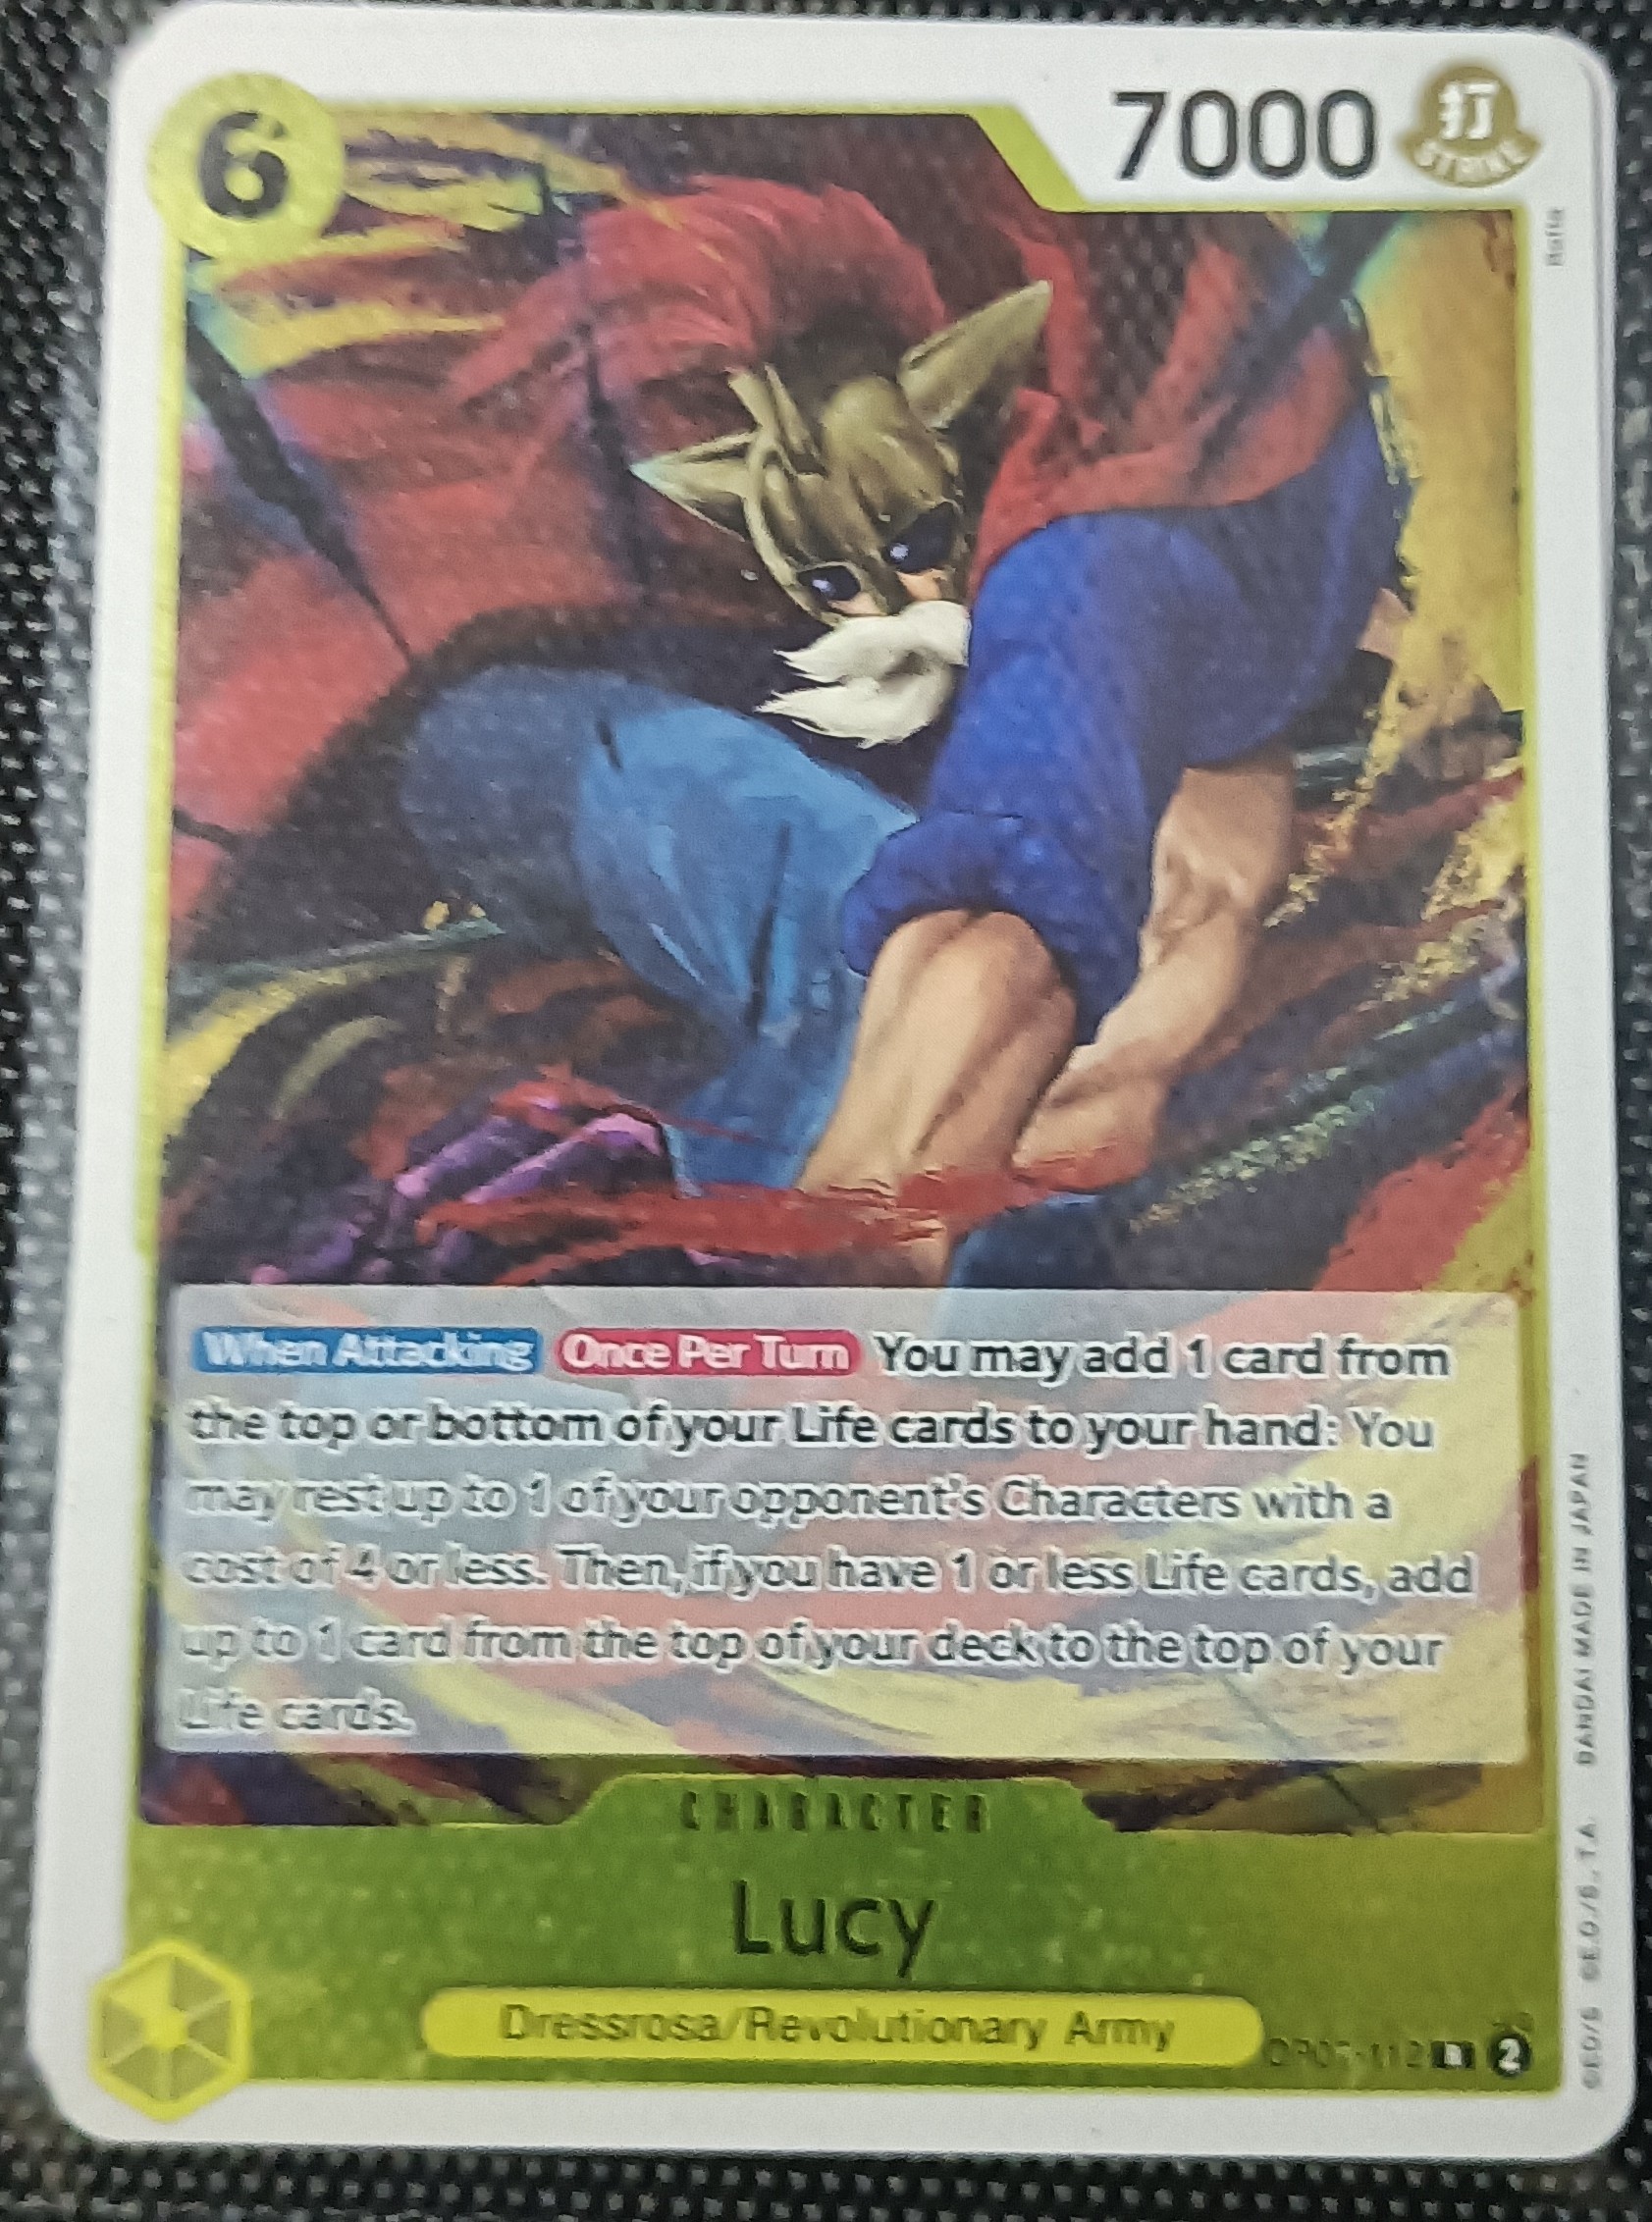 6
7000
打
STRIKE
When Attacking Once Per Turn You may add 1 card from
the top or bottom of your Life cards to your hand: You
may rest up to 1 of your opponent's Characters with a
cost of 4 or less. Then, if you have 1 or less Life cards, add
up to 1 card from the top of your deck to the top of your
Life cards.
CHARACTER
Lucy
Dressrosa/Revolutionary Army
2
BANDAI MADE IN JAPAN